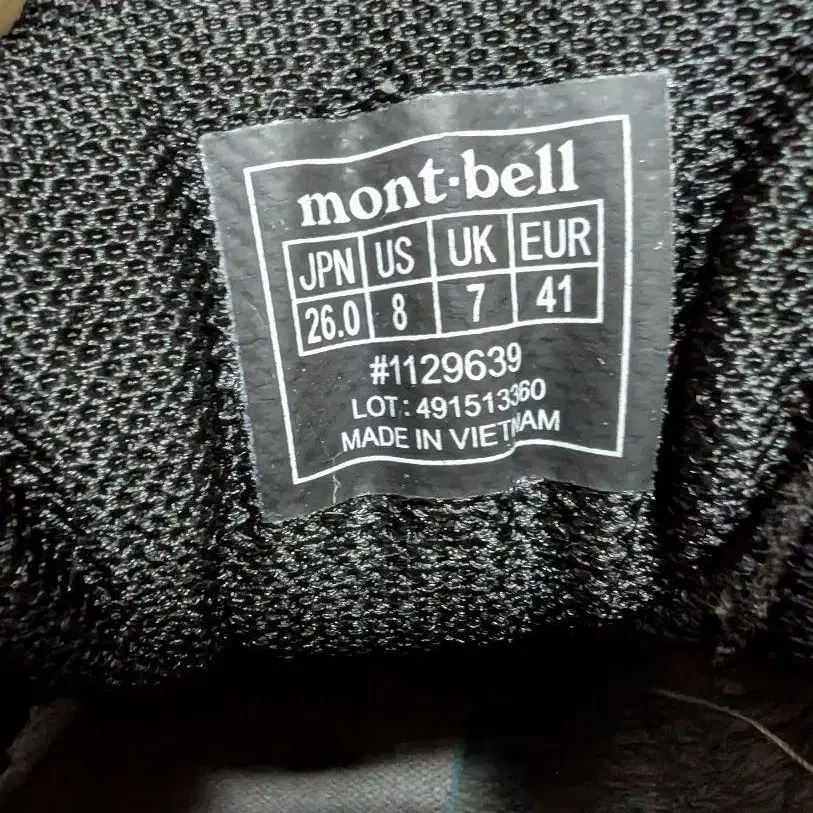 mont·bell
JPN US UK EUR
26.0 8 7 41
#1129639
LOT: 491513360
MADE IN VIETNAM